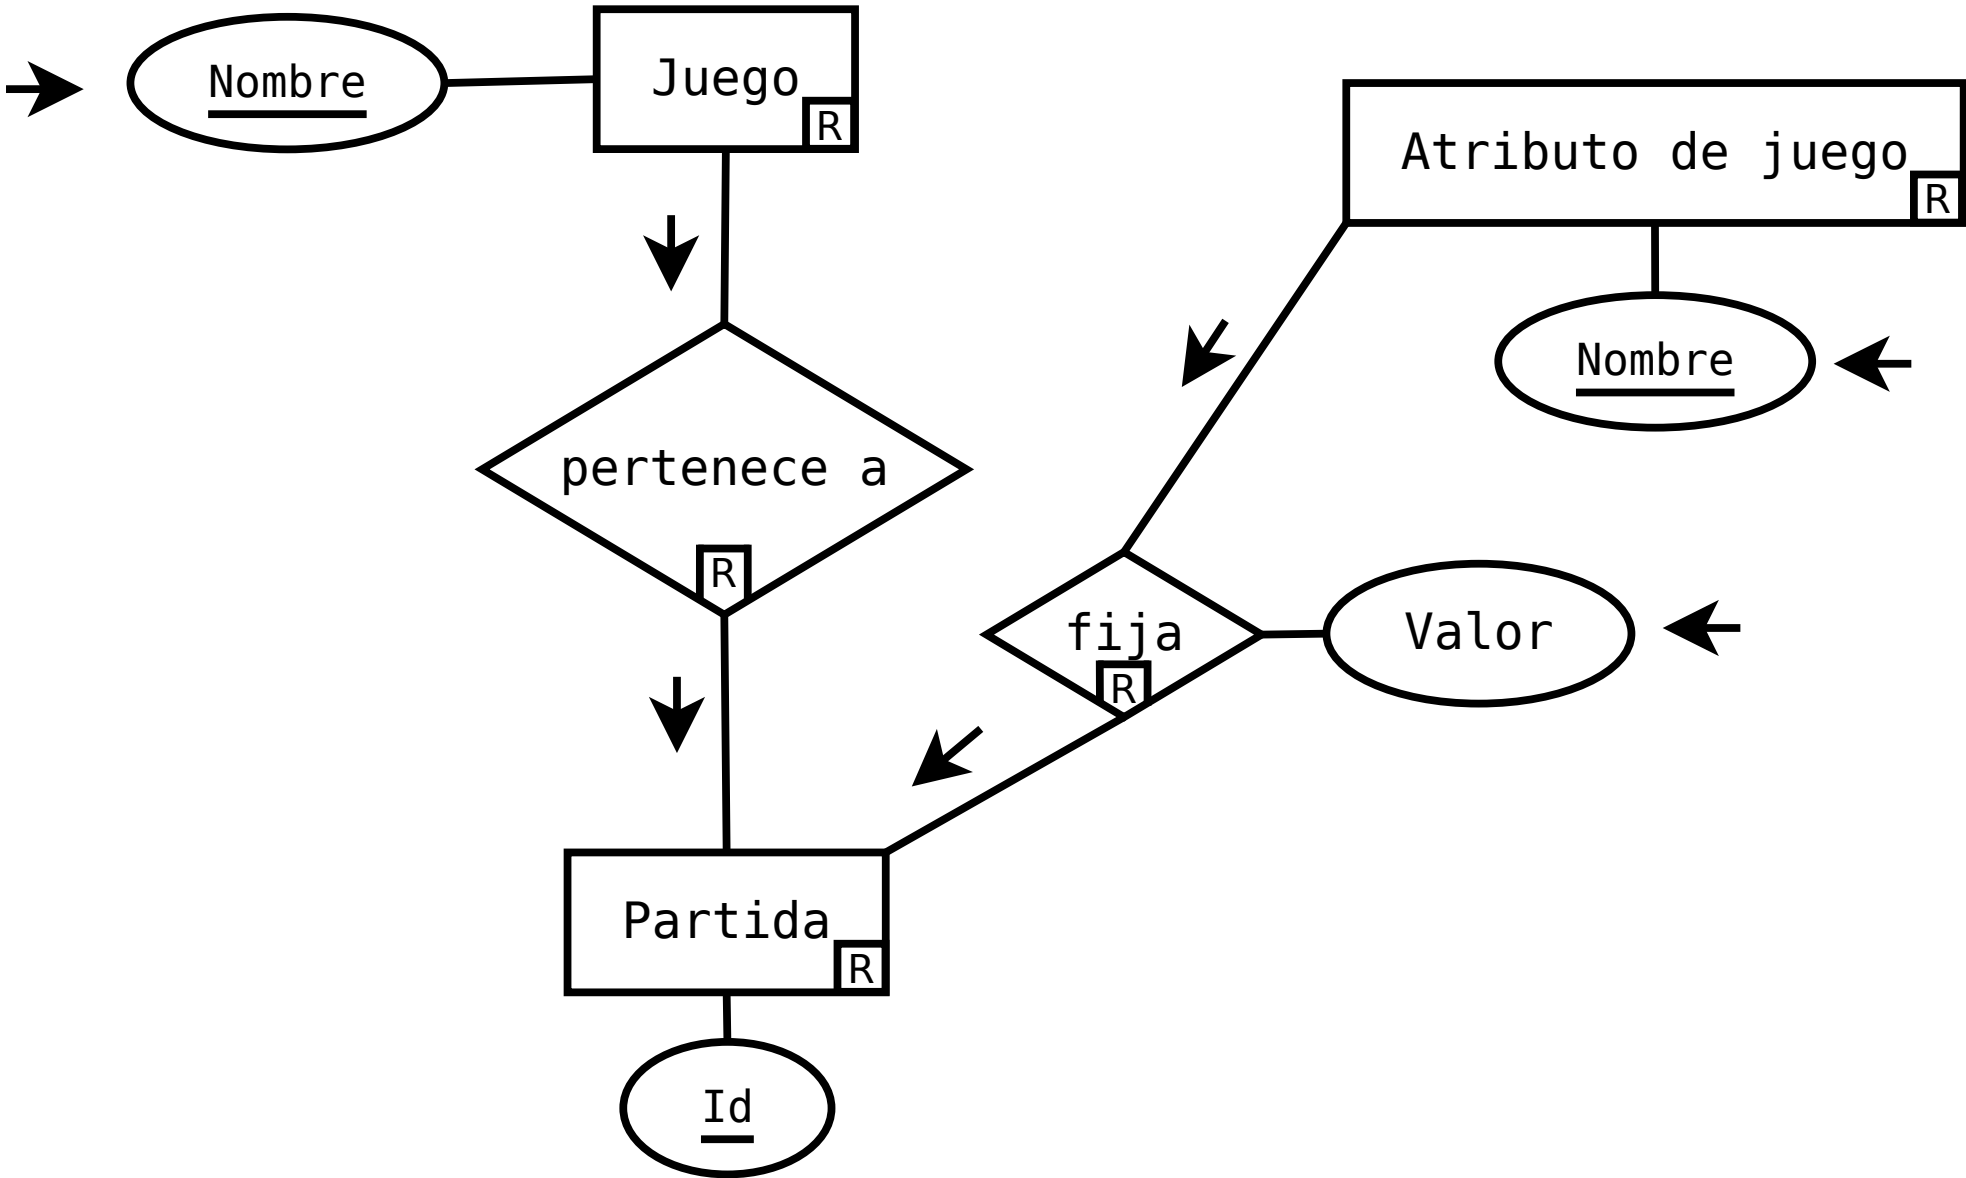 Nombre
Juego
R
Atributo de juego
R
Nombre
pertenece a
R
fija
R
Valor
Partida
R
Id